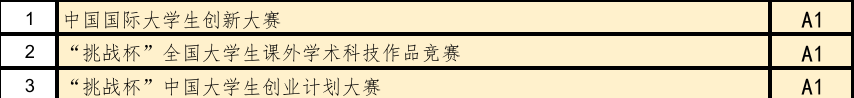 1 中国国际大学生创新大赛 A1
2 “挑战杯”全国大学生课外学术科技作品竞赛 A1
3 “挑战杯”中国大学生创业计划大赛 A1